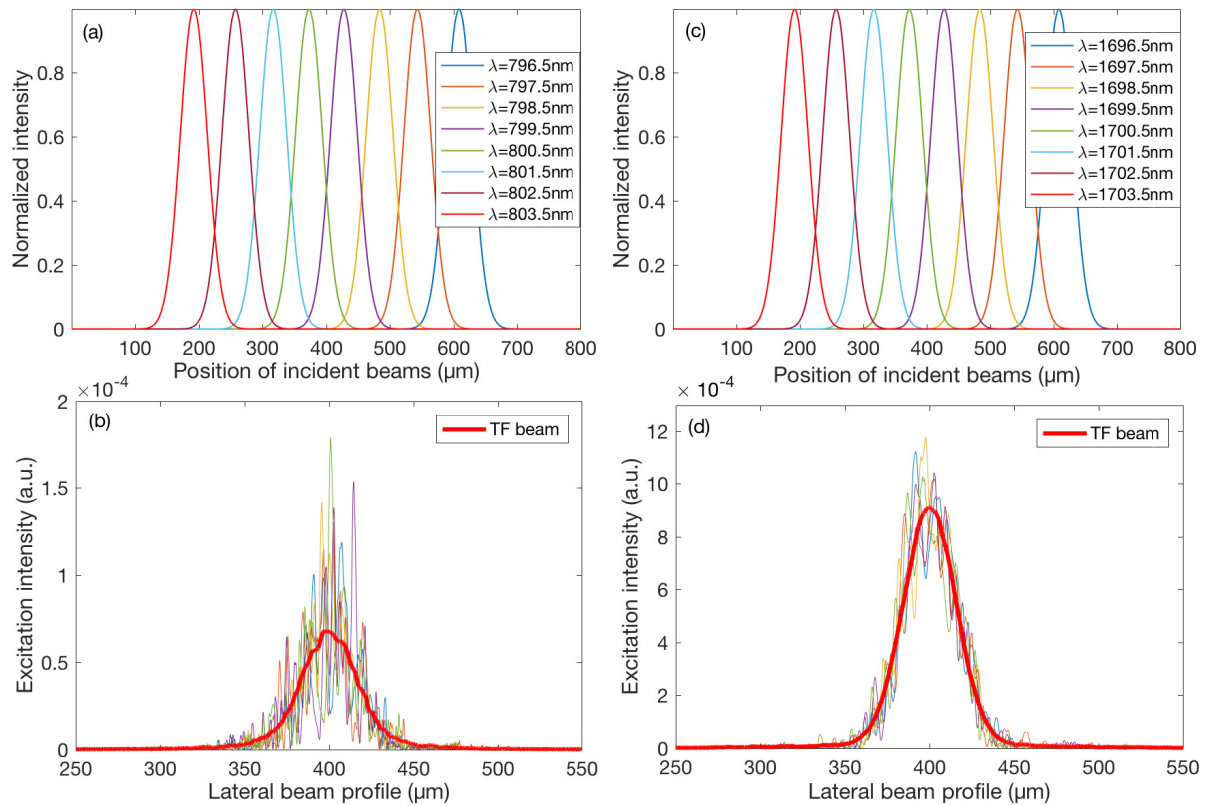 (a)
λ=796.5nm
λ=797.5nm
λ=798.5nm
λ=799.5nm
λ=800.5nm
λ=801.5nm
λ=802.5nm
λ=803.5nm
Normalized intensity
0.8
0.6
0.4
0.2
0
100 200 300 400 500 600 700 800
Position of incident beams (μm)
(c)
λ=1696.5nm
λ=1697.5nm
λ=1698.5nm
λ=1699.5nm
λ=1700.5nm
λ=1701.5nm
λ=1702.5nm
λ=1703.5nm
Normalized intensity
0.8
0.6
0.4
0.2
0
100 200 300 400 500 600 700 800
Position of incident beams (μm)
× 10⁻⁴
(b)
TF beam
Excitation intensity (a.u.)
2
1.5
1
0.5
0
250 300 350 400 450 500 550
Lateral beam profile (μm)
× 10⁻⁴
(d)
TF beam
Excitation intensity (a.u.)
12
10
8
6
4
2
0
250 300 350 400 450 500 550
Lateral beam profile (μm)